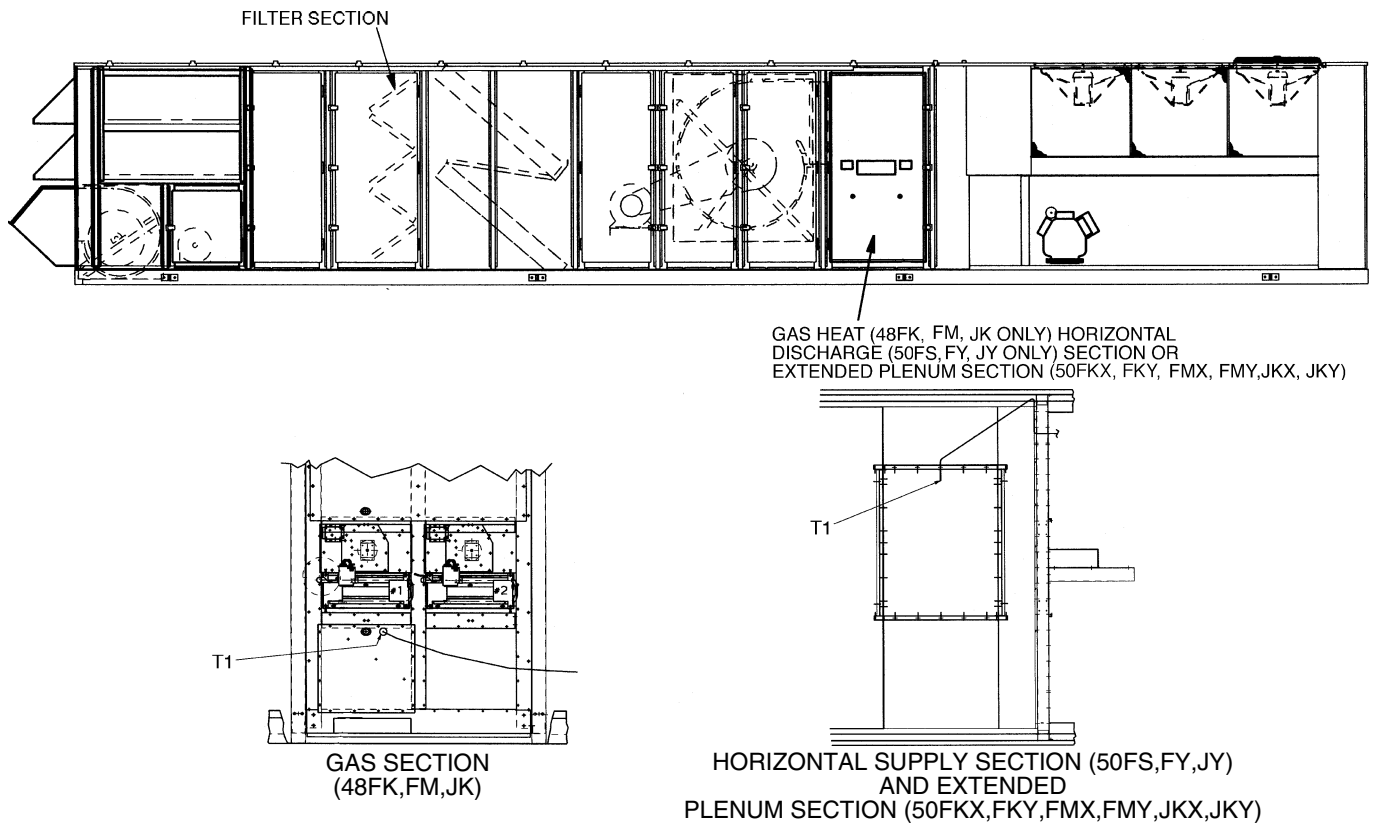 FILTER SECTION
GAS HEAT (48FK, FM, JK ONLY) HORIZONTAL
DISCHARGE (50FS, FY, JY ONLY) SECTION OR
EXTENDED PLENUM SECTION (50FKX, FKY, FMX, FMY,JKX, JKY)
T1
#1
#2
T1
GAS SECTION
(48FK,FM,JK)
HORIZONTAL SUPPLY SECTION (50FS,FY,JY)
AND EXTENDED
PLENUM SECTION (50FKX,FKY,FMX,FMY,JKX,JKY)